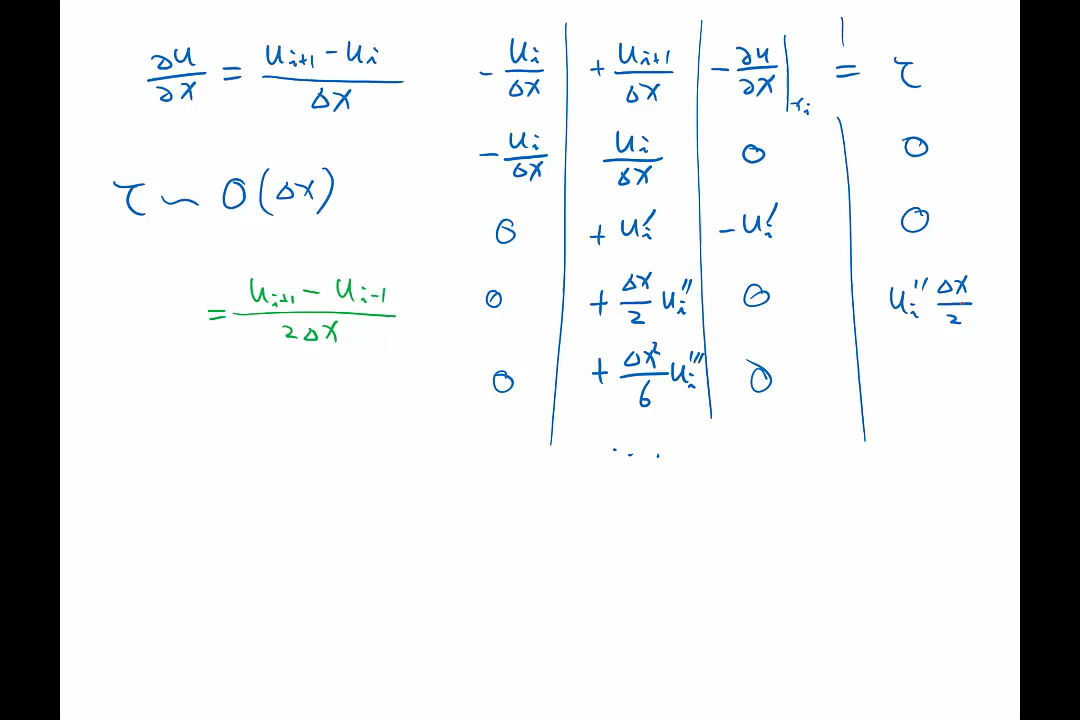 ∂u/∂x = (u_{i+1} - u_i)/Δx
τ ~ O(Δx)
= (u_{i+1} - u_{i-1})/(2Δx)
- u_i/Δx | + u_{i+1}/Δx | - ∂u/∂x|_{x_i} = τ
- u_i/Δx | u_i/Δx | 0 | 0
0 | + u_i' | - u_i' | 0
0 | + Δx/2 u_i'' | 0 | u_i'' Δx/2
0 | + Δx²/6 u_i''' | 0
...